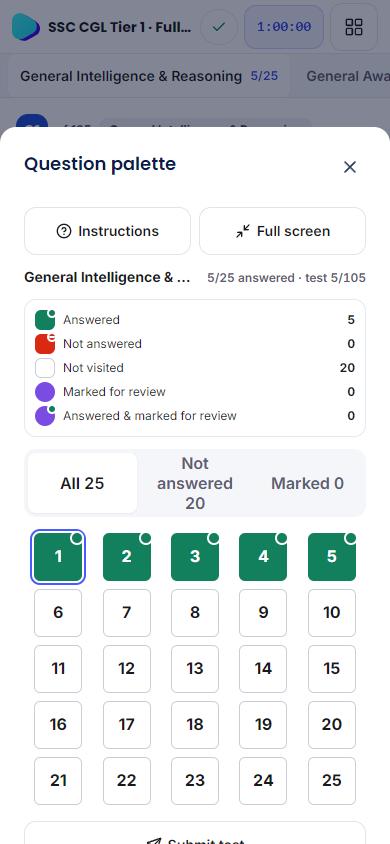 SSC CGL Tier 1 · Full...
1:00:00
General Intelligence & Reasoning 5/25
General Awa
Question palette
Instructions
Full screen
General Intelligence & ...
5/25 answered · test 5/105
Answered 5
Not answered 0
Not visited 20
Marked for review 0
Answered & marked for review 0
All 25
Not answered 20
Marked 0
1 2 3 4 5
6 7 8 9 10
11 12 13 14 15
16 17 18 19 20
21 22 23 24 25
Submit test